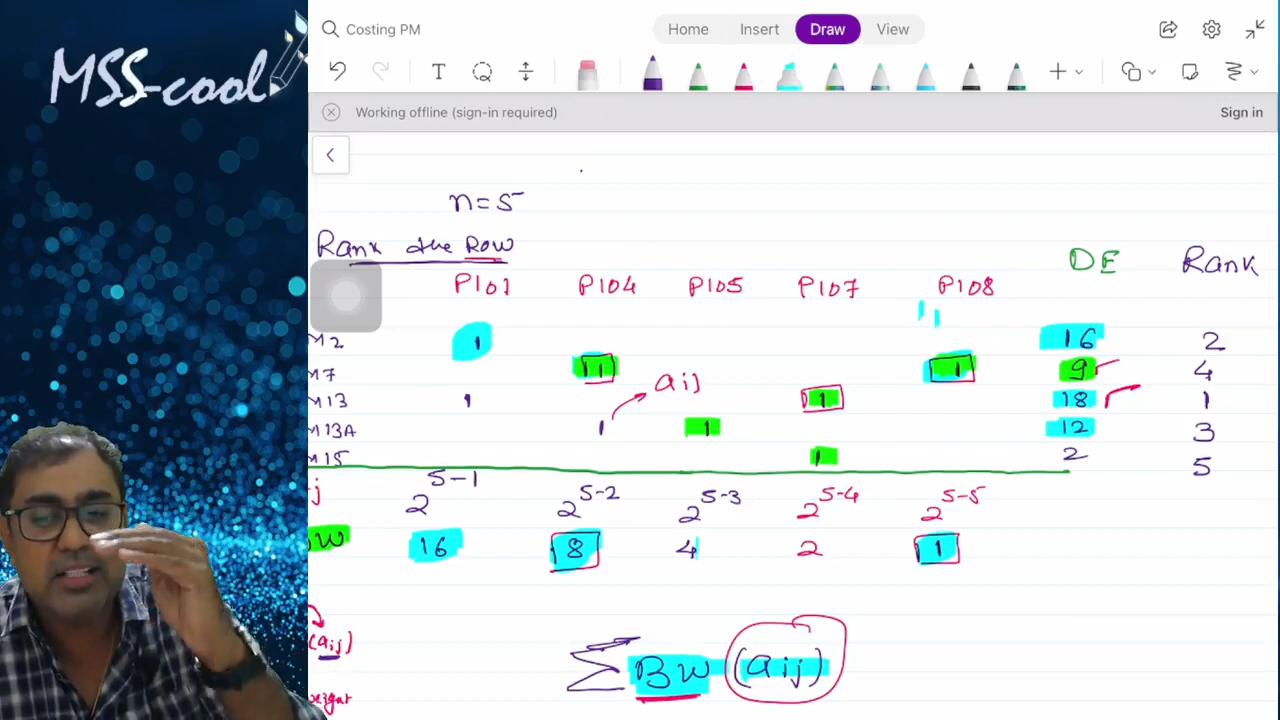 MSS-cool
Costing PM
Home Insert Draw View
Working offline (sign-in required)
Sign in
n=5
Rank the Row
P101 P104 P105 P107 P108 DE Rank
M2 1 16 2
M7 11 1 9 4
aij
M13 1 1 18 1
M13A 1 1 12 3
M15 1 2 5
j 2^5-1 2^5-2 2^5-3 2^5-4 2^5-5
BW 16 8 4 2 1
(aij)
Σ BW (aij)